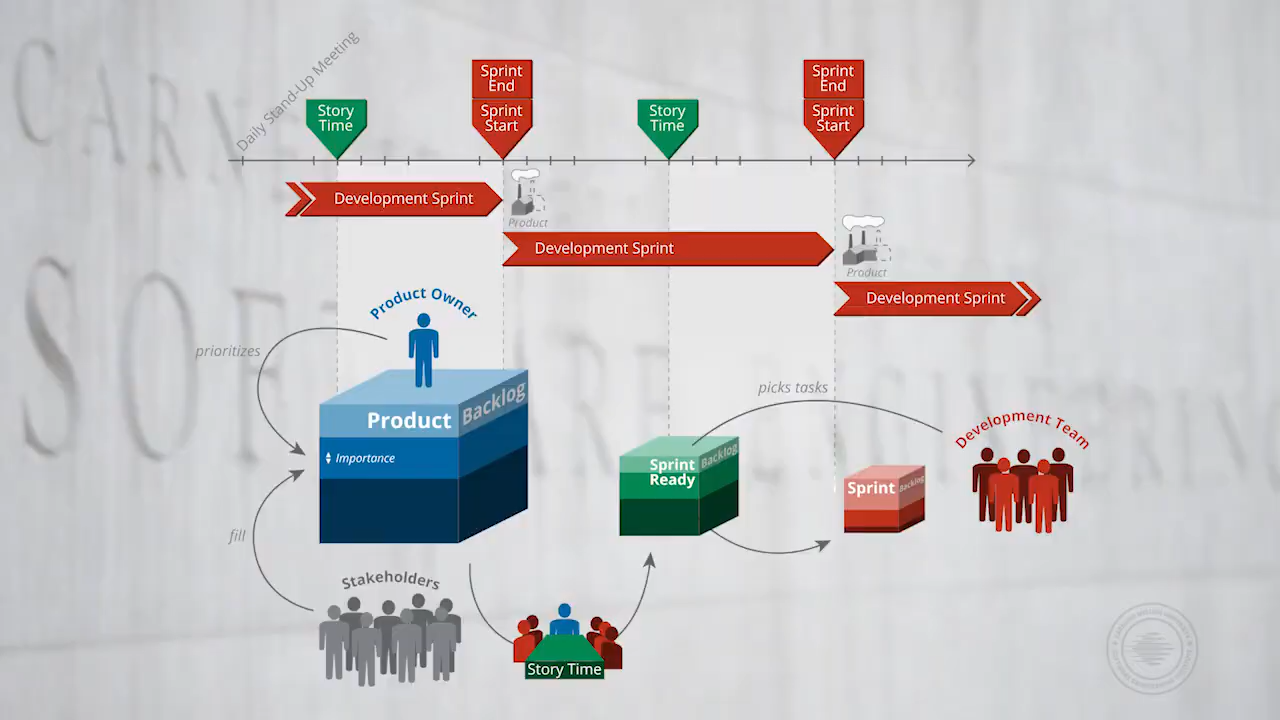 Daily Stand-Up Meeting
Story
Time
Sprint
End
Sprint
Start
Story
Time
Sprint
End
Sprint
Start
Development Sprint
Product
Development Sprint
Product
Development Sprint
Product Owner
prioritizes
Product Backlog
Importance
fill
Stakeholders
Story Time
picks tasks
Sprint
Ready
Backlog
Sprint Backlog
Development Team